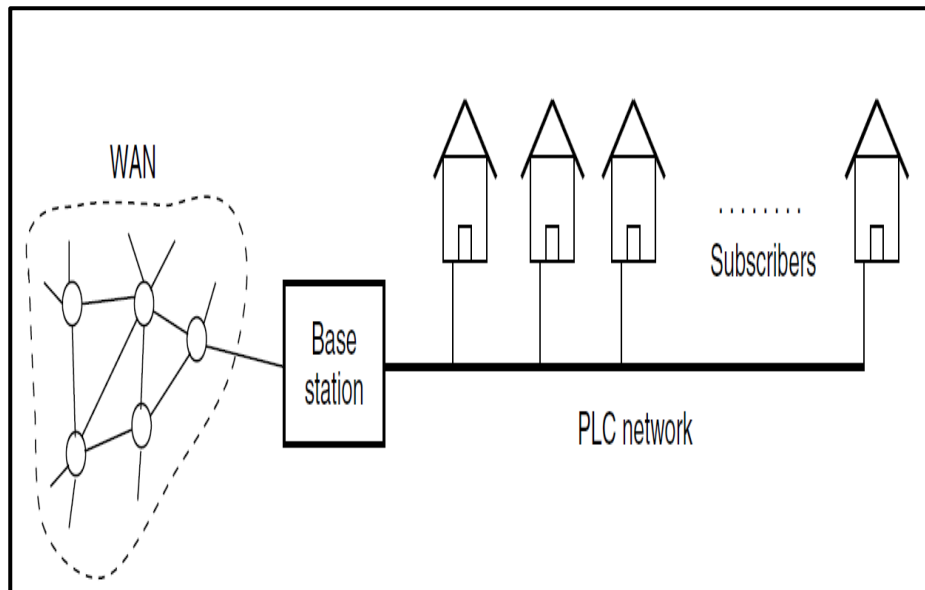 WAN
........
Subscribers
Base
station
PLC network